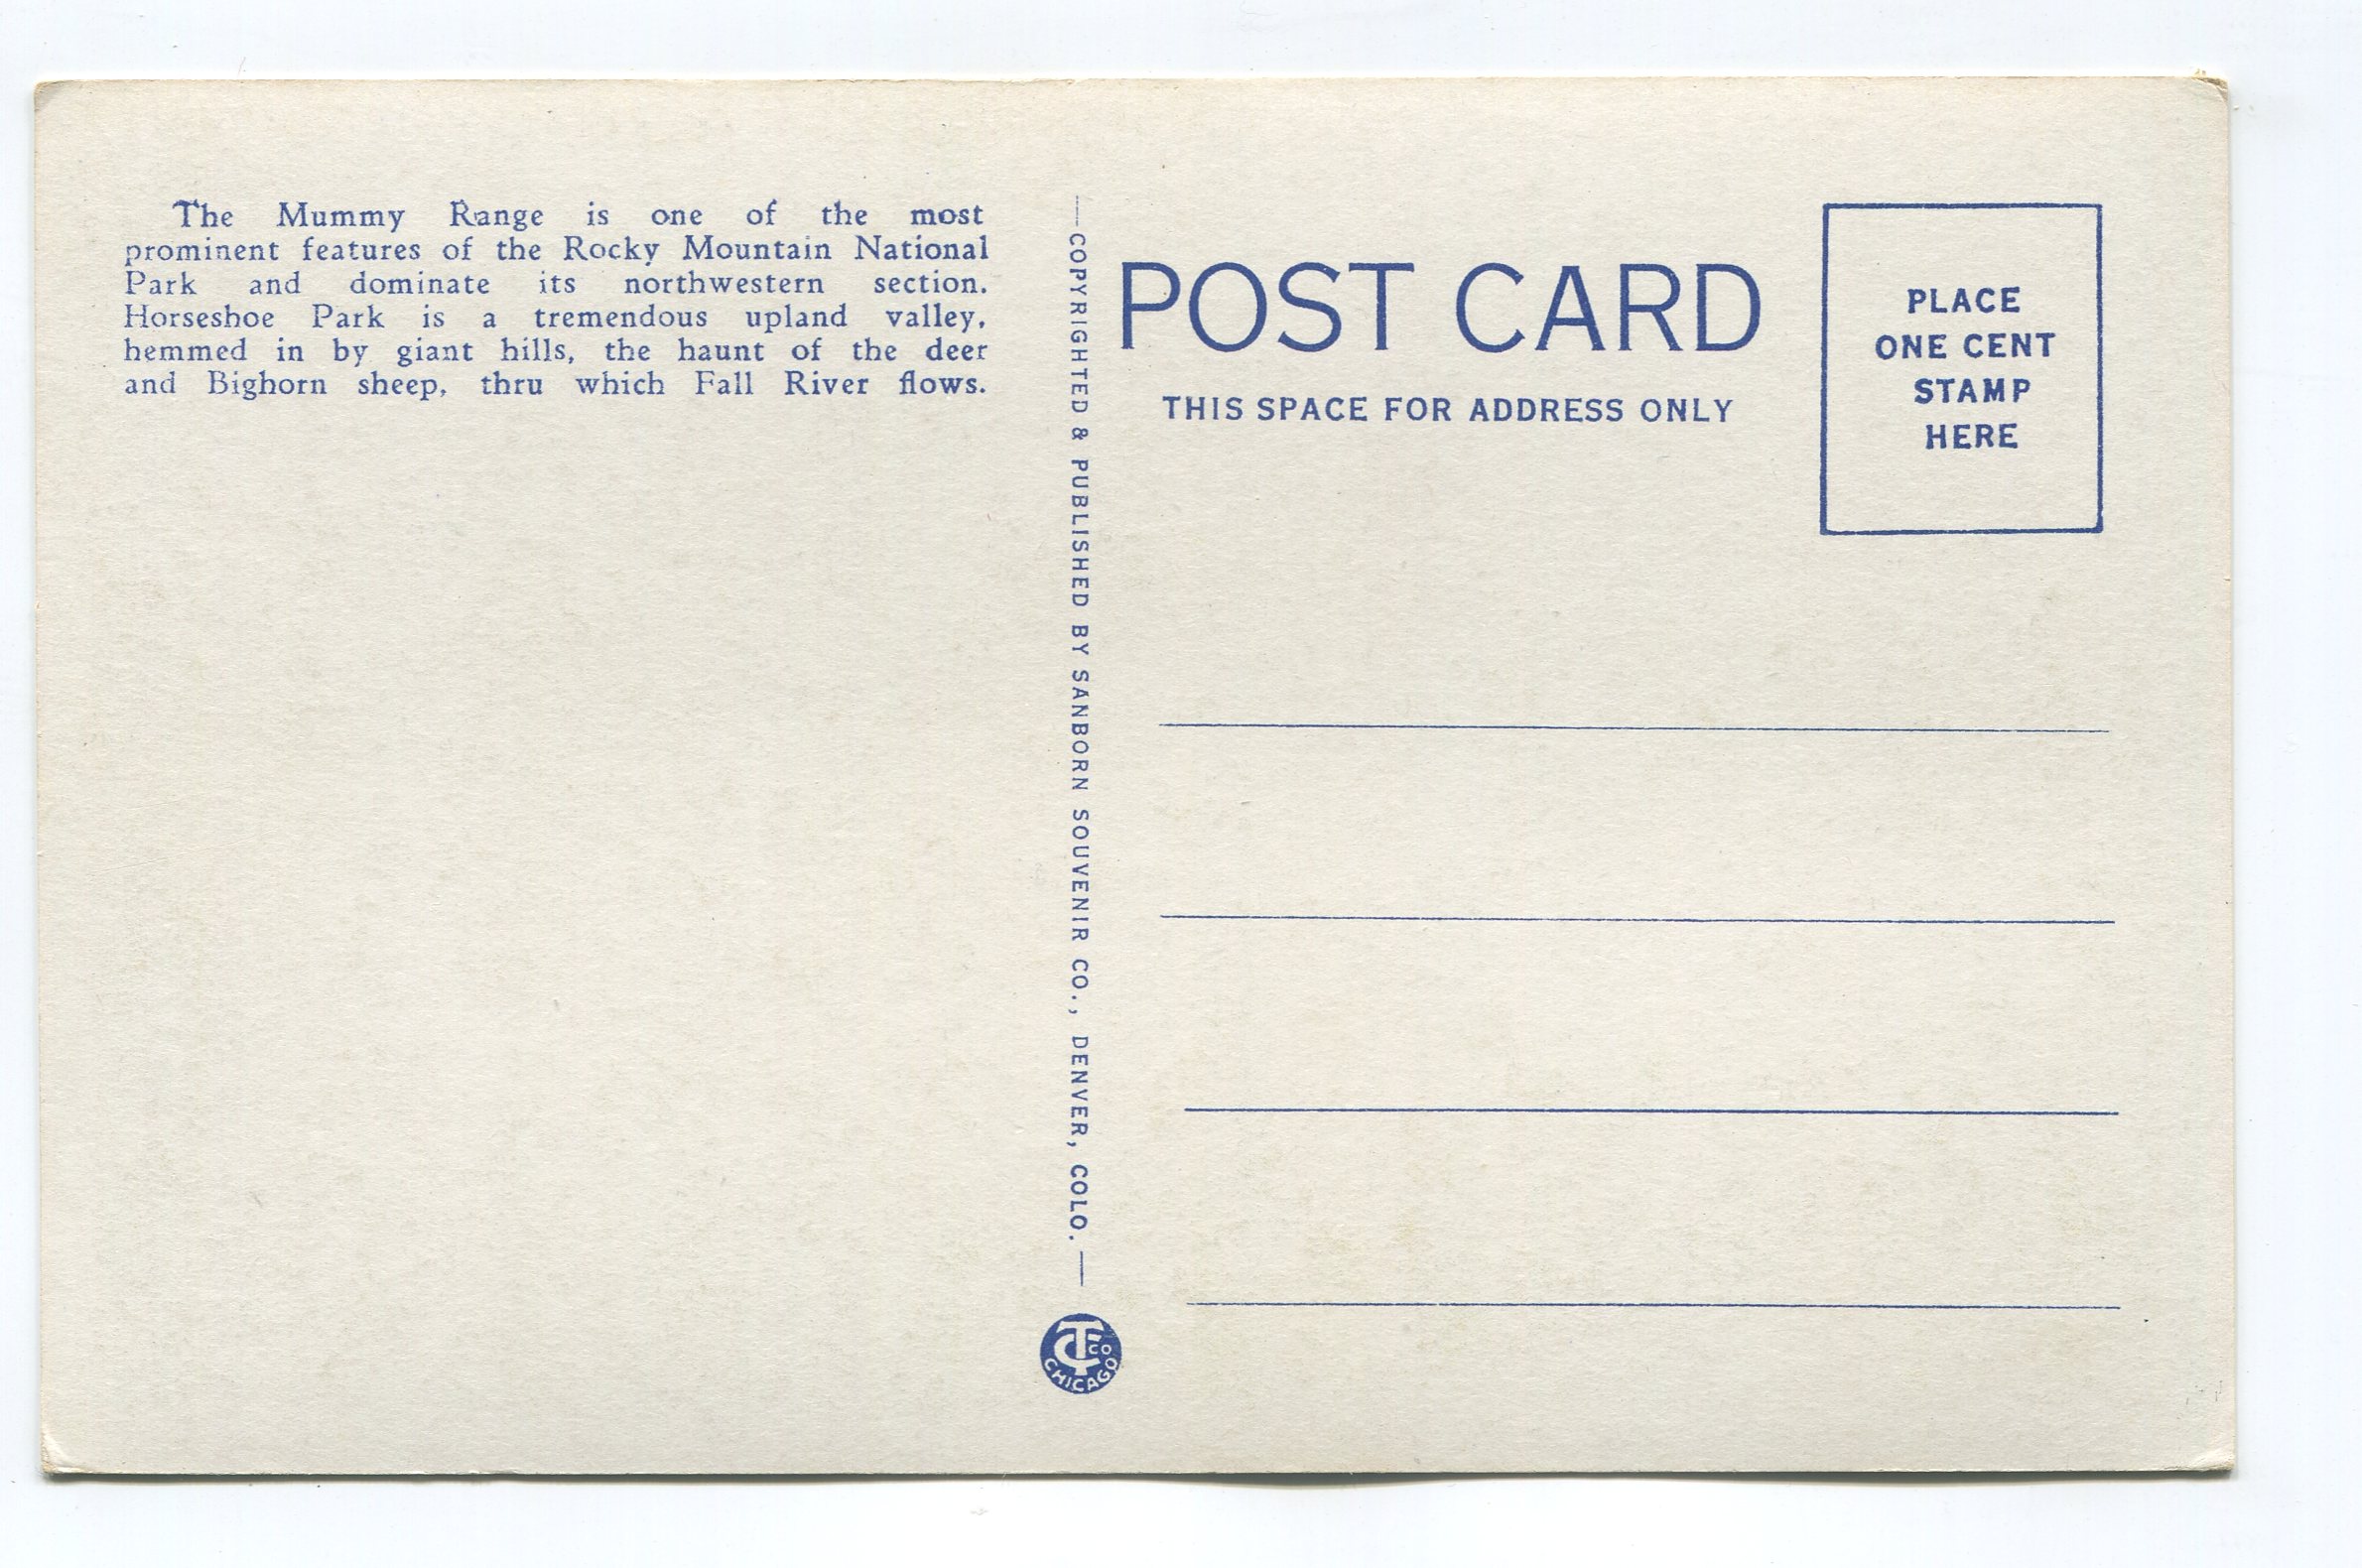 The Mummy Range is one of the most
prominent features of the Rocky Mountain National
Park and dominate its northwestern section.
Horseshoe Park is a tremendous upland valley,
hemmed in by giant hills, the haunt of the deer
and Bighorn sheep, thru which Fall River flows.
—COPYRIGHTED & PUBLISHED BY SANBORN SOUVENIR CO., DENVER, COLO.—
CT CO
CHICAGO
POST CARD
THIS SPACE FOR ADDRESS ONLY
PLACE
ONE CENT
STAMP
HERE